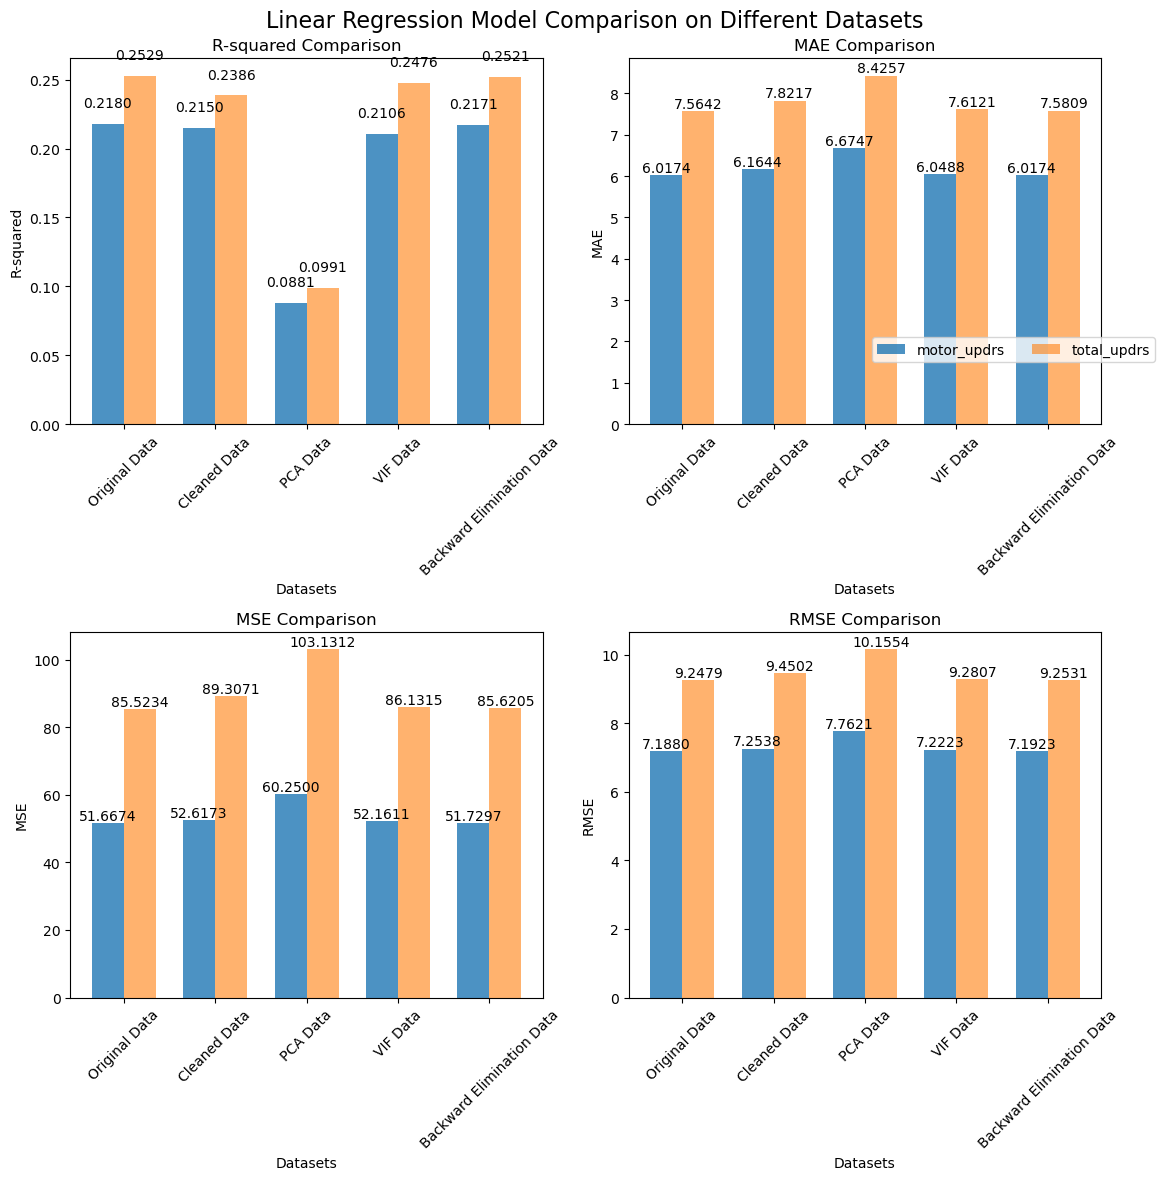 Linear Regression Model Comparison on Different Datasets
R-squared Comparison
R-squared
0.25
0.20
0.15
0.10
0.05
0.00
0.2180
0.2529
0.2150
0.2386
0.0881
0.0991
0.2106
0.2476
0.2171
0.2521
Original Data
Cleaned Data
PCA Data
VIF Data
Backward Elimination Data
Datasets
MAE Comparison
MAE
8
7
6
5
4
3
2
1
0
6.0174
7.5642
6.1644
7.8217
6.6747
8.4257
6.0488
7.6121
6.0174
7.5809
motor_updrs
total_updrs
Original Data
Cleaned Data
PCA Data
VIF Data
Backward Elimination Data
Datasets
MSE Comparison
MSE
100
80
60
40
20
0
51.6674
85.5234
52.6173
89.3071
60.2500
103.1312
52.1611
86.1315
51.7297
85.6205
Original Data
Cleaned Data
PCA Data
VIF Data
Backward Elimination Data
Datasets
RMSE Comparison
RMSE
10
8
6
4
2
0
7.1880
9.2479
7.2538
9.4502
7.7621
10.1554
7.2223
9.2807
7.1923
9.2531
Original Data
Cleaned Data
PCA Data
VIF Data
Backward Elimination Data
Datasets